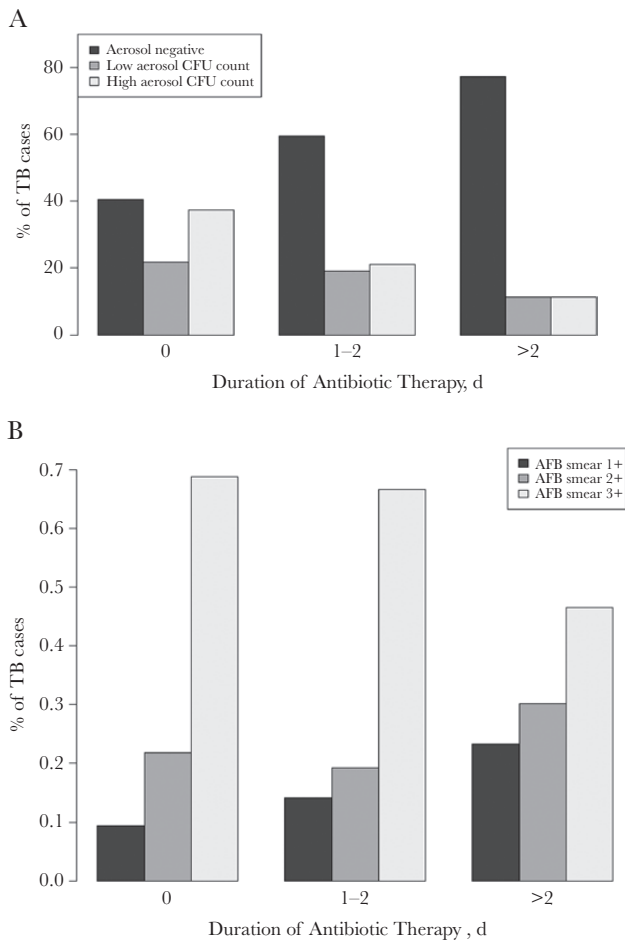 A
Aerosol negative
Low aerosol CFU count
High aerosol CFU count
80
60
40
20
0
% of TB cases
0 1–2 >2
Duration of Antibiotic Therapy, d
B
AFB smear 1+
AFB smear 2+
AFB smear 3+
0.7
0.6
0.5
0.4
0.3
0.2
0.1
0.0
% of TB cases
0 1–2 >2
Duration of Antibiotic Therapy , d